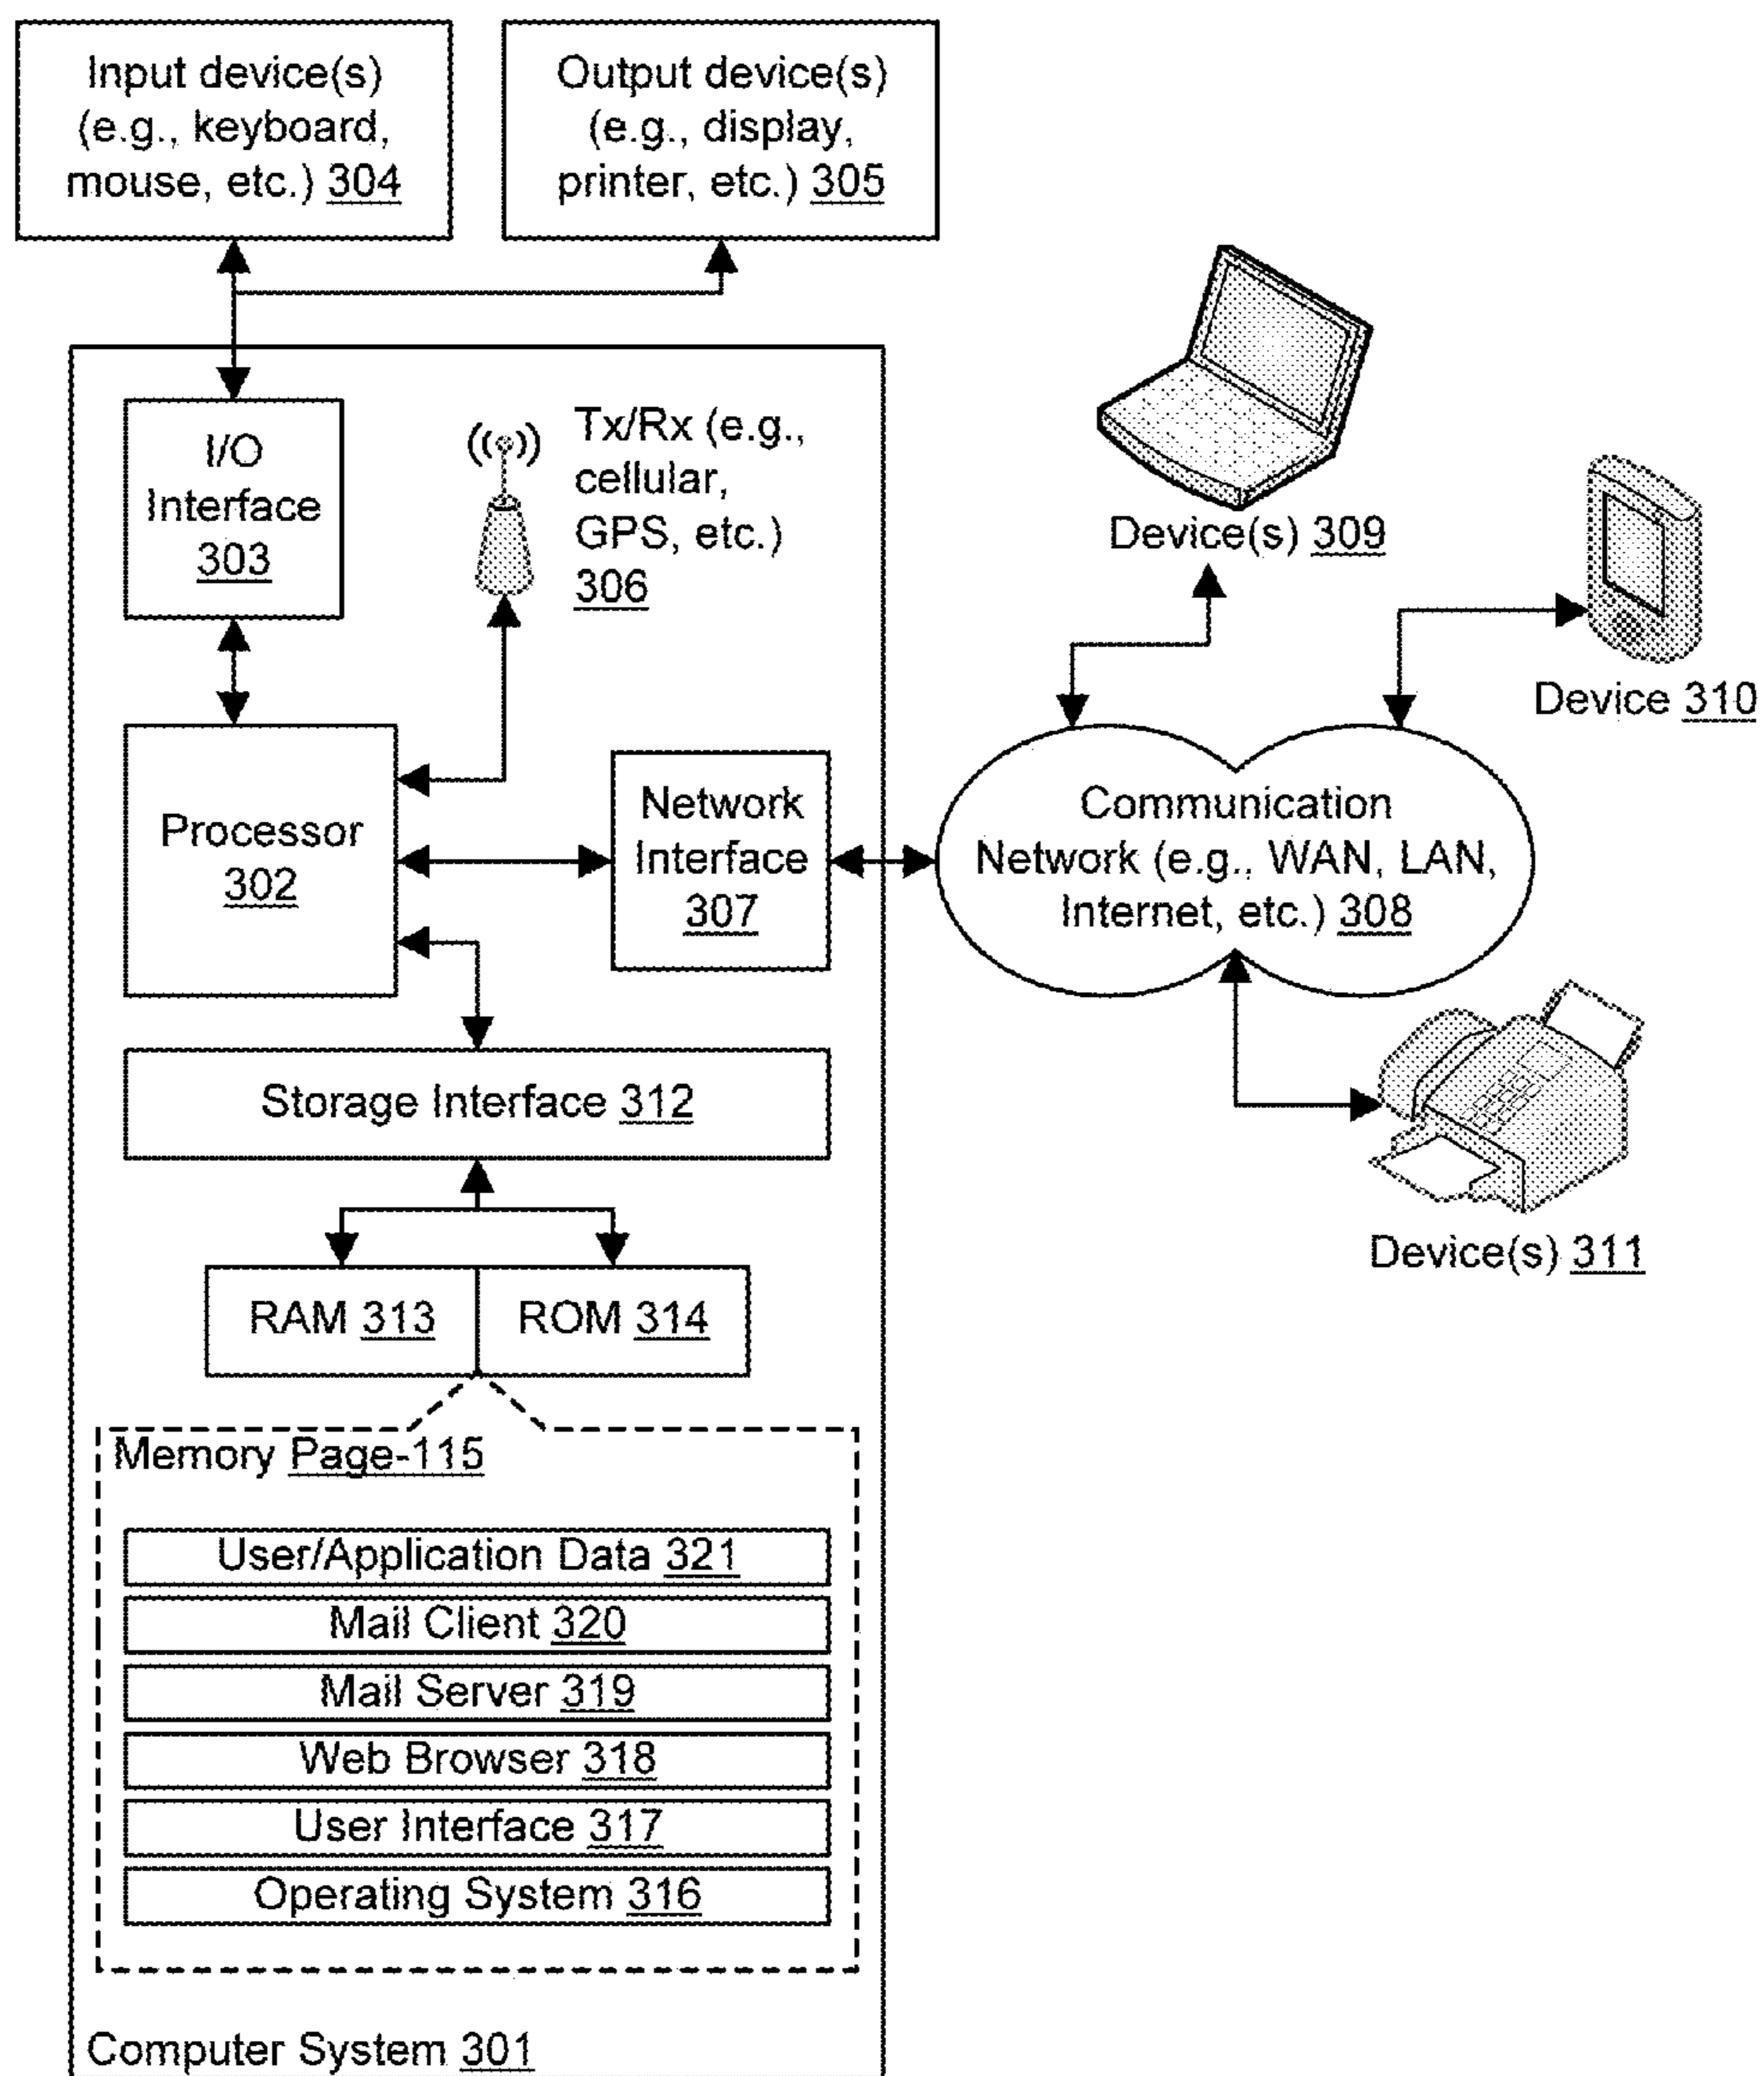 Input device(s)
(e.g., keyboard,
mouse, etc.) 304
Output device(s)
(e.g., display,
printer, etc.) 305
I/O
Interface
303
Tx/Rx (e.g.,
cellular,
GPS, etc.)
306
Device(s) 309
Device 310
Processor
302
Network
Interface
307
Communication
Network (e.g., WAN, LAN,
Internet, etc.) 308
Storage Interface 312
Device(s) 311
RAM 313
ROM 314
Memory Page-115
User/Application Data 321
Mail Client 320
Mail Server 319
Web Browser 318
User Interface 317
Operating System 316
Computer System 301